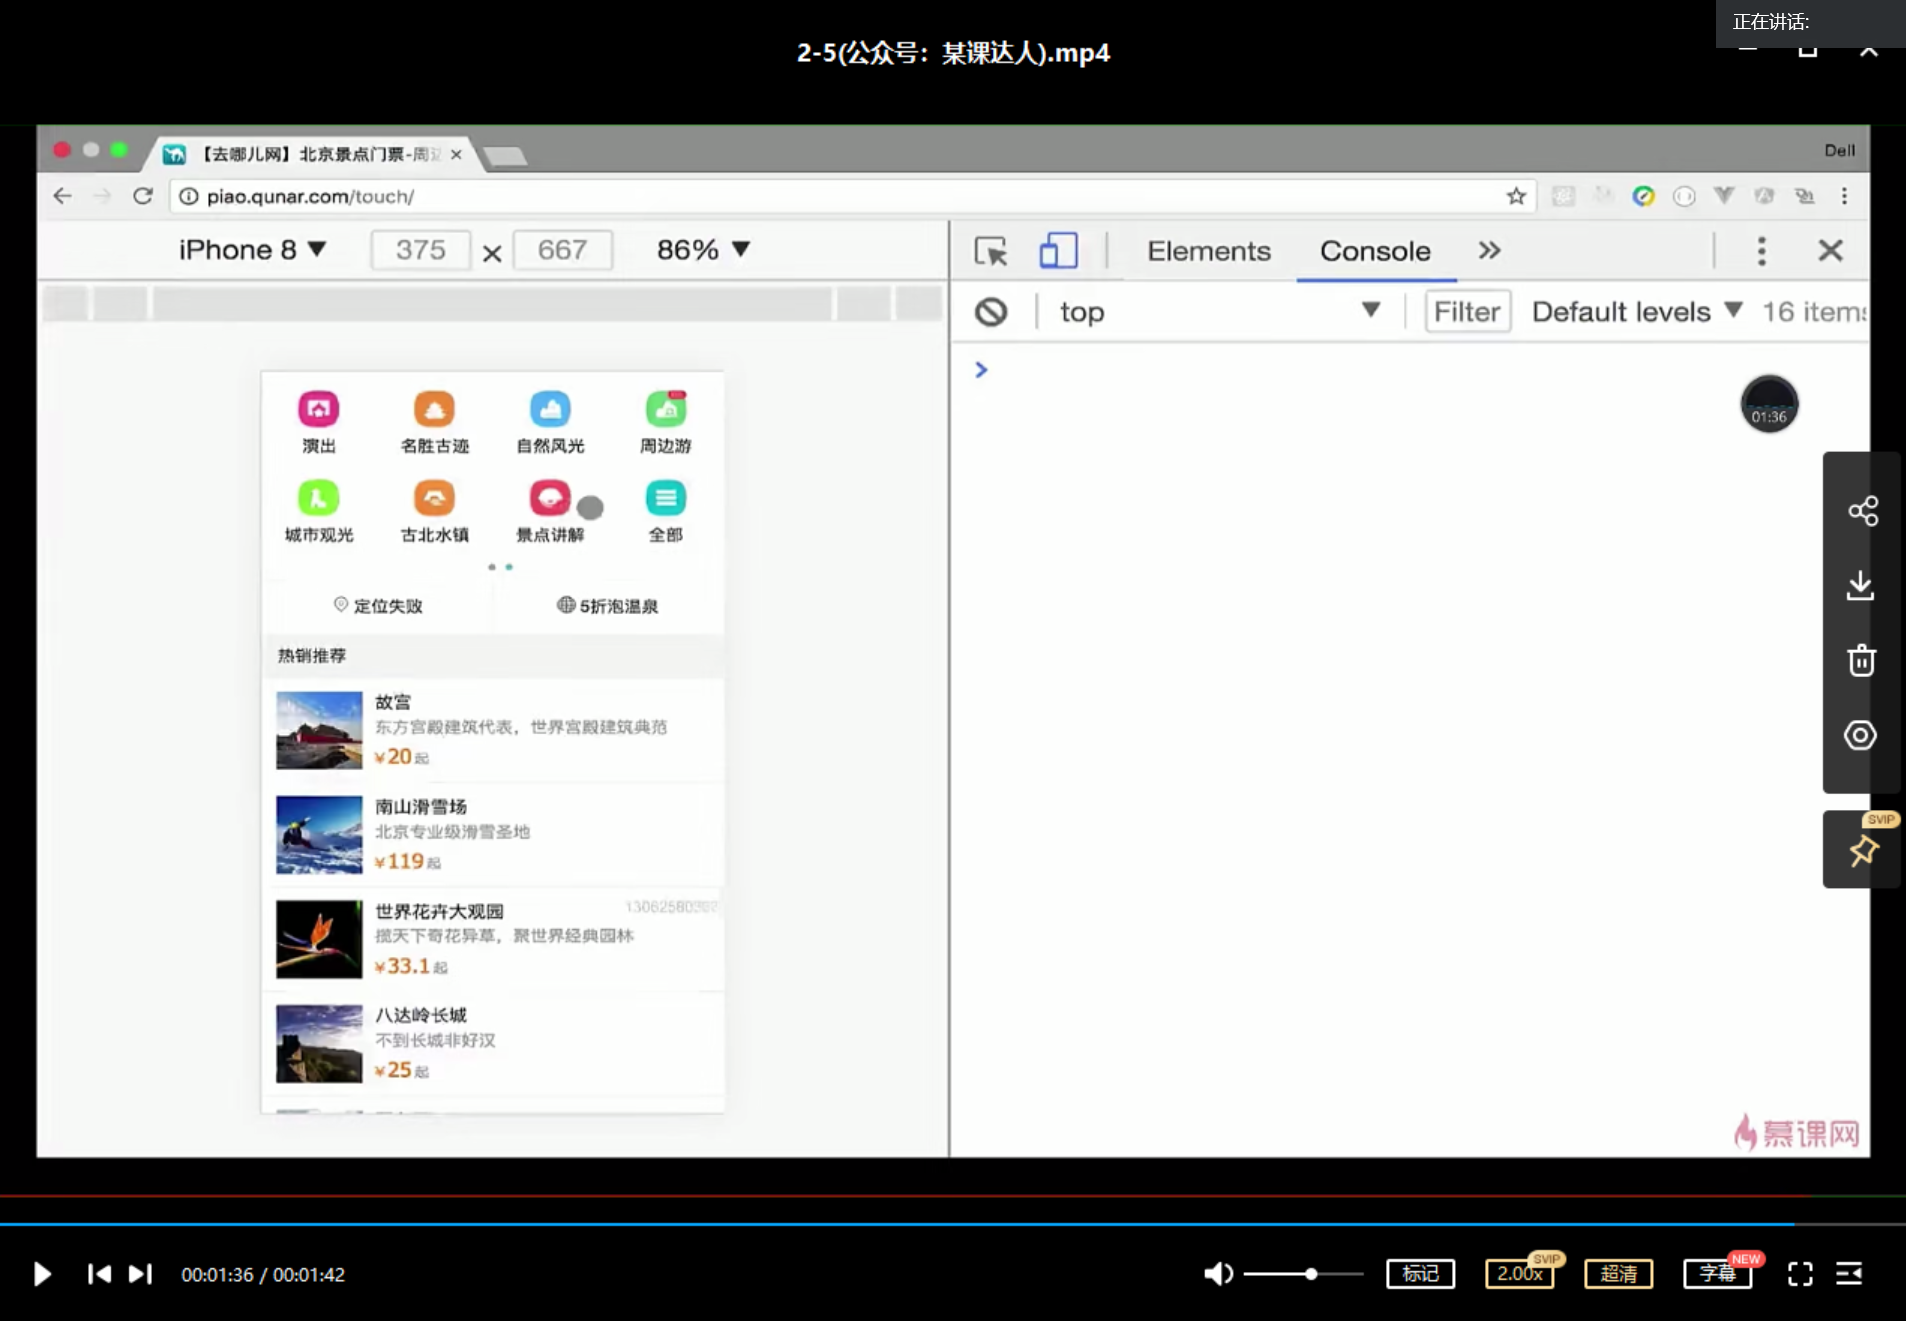 正在讲话:
2-5(公众号：某课达人).mp4
【去哪儿网】北京景点门票-周边
Dell
piao.qunar.com/touch/
iPhone 8 375 × 667 86%
Elements Console »
top Filter Default levels 16 items
01:36
演出 名胜古迹 自然风光 周边游
城市观光 古北水镇 景点讲解 全部
定位失败 5折泡温泉
热销推荐
故宫
东方宫殿建筑代表，世界宫殿建筑典范
¥20起
南山滑雪场
北京专业级滑雪圣地
¥119起
世界花卉大观园
揽天下奇花异草，聚世界经典园林
¥33.1起
八达岭长城
不到长城非好汉
¥25起
SVIP
慕课网
00:01:36 / 00:01:42
标记 2.00x SVIP 超清 字幕 NEW